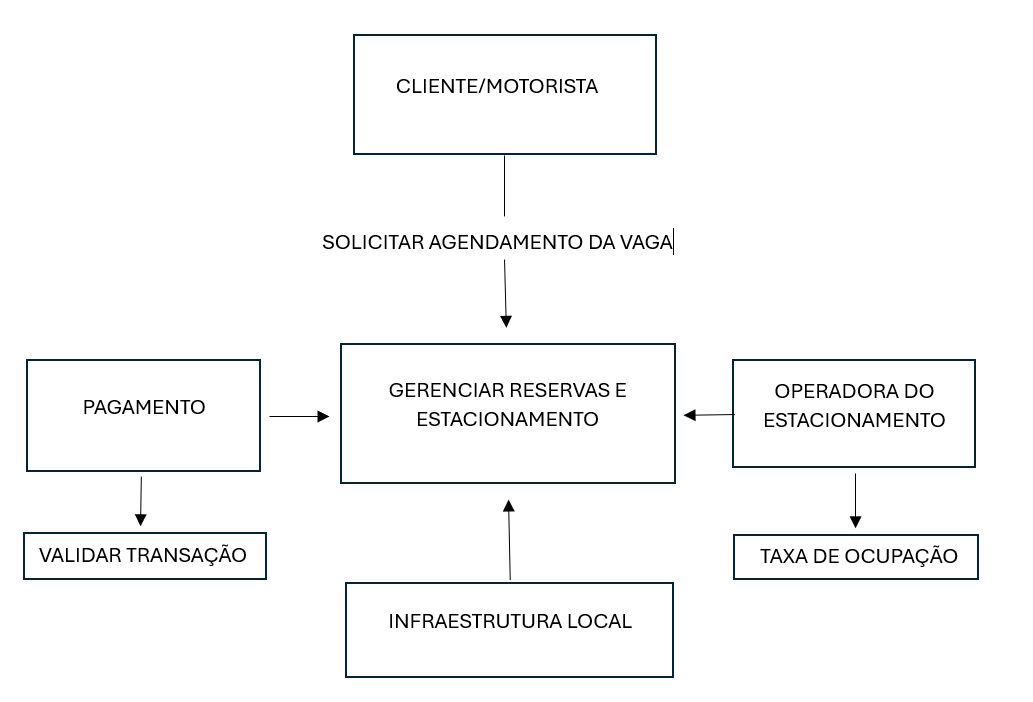 CLIENTE/MOTORISTA
SOLICITAR AGENDAMENTO DA VAGA
PAGAMENTO
GERENCIAR RESERVAS E
ESTACIONAMENTO
OPERADORA DO
ESTACIONAMENTO
VALIDAR TRANSAÇÃO
TAXA DE OCUPAÇÃO
INFRAESTRUTURA LOCAL